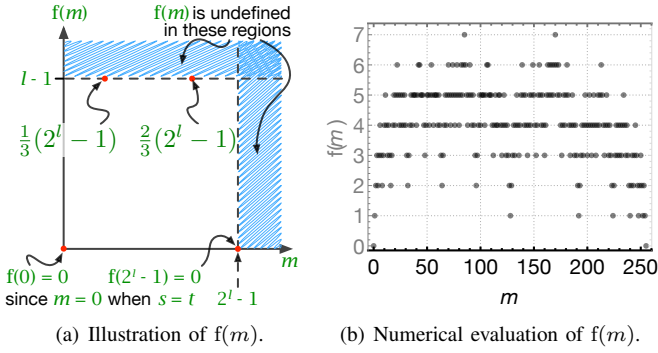 f(m)
f(m) is undefined
in these regions
l - 1
1/3(2^l − 1)
2/3(2^l − 1)
m
f(0) = 0
f(2^l - 1) = 0
since m = 0 when s = t
2^l - 1
(a) Illustration of f(m).
f(m)
7
6
5
4
3
2
1
0
0 50 100 150 200 250
m
(b) Numerical evaluation of f(m).